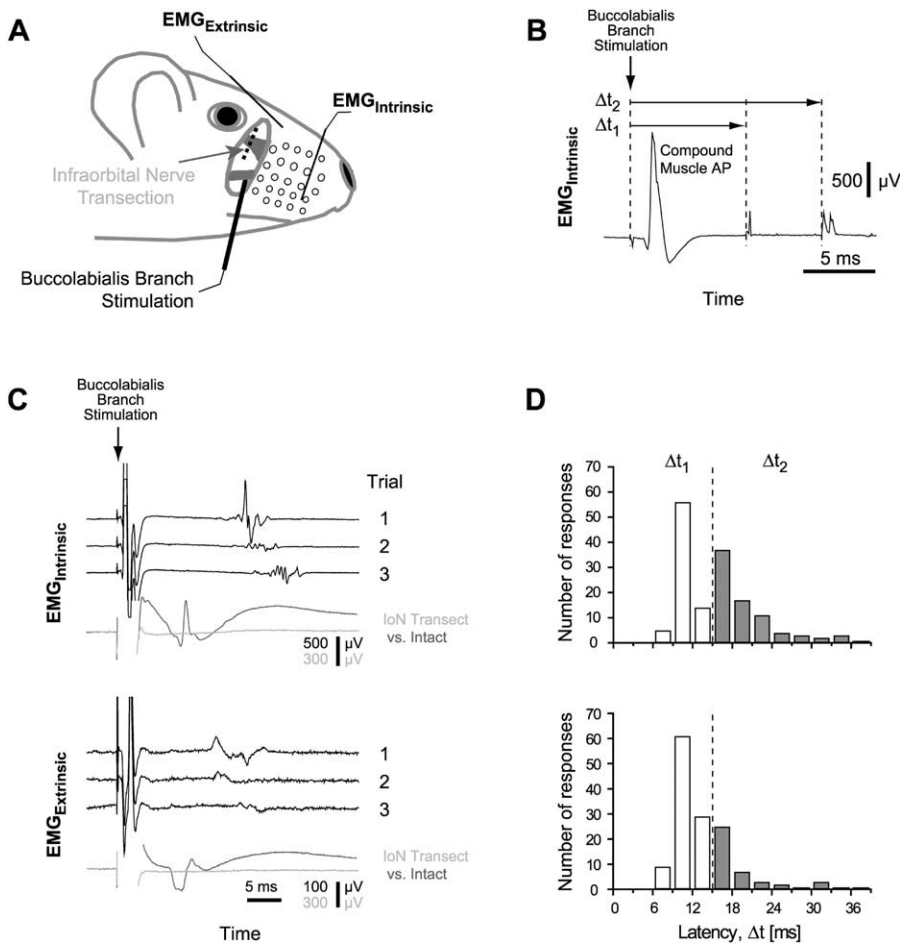 A
EMG Extrinsic
EMG Intrinsic
Infraorbital Nerve
Transection
Buccolabialis Branch
Stimulation
B
Buccolabialis
Branch
Stimulation
Δt2
Δt1
EMG Intrinsic
Compound
Muscle AP
500 µV
5 ms
Time
C
Buccolabialis
Branch
Stimulation
Trial
EMG Intrinsic
1
2
3
IoN Transect
vs. Intact
500 µV
300 µV
EMG Extrinsic
1
2
3
IoN Transect
vs. Intact
5 ms
100 µV
300 µV
Time
D
Δt1 Δt2
Number of responses
70
60
50
40
30
20
10
0
Number of responses
70
60
50
40
30
20
10
0
0 6 12 18 24 30 36
Latency, Δt [ms]